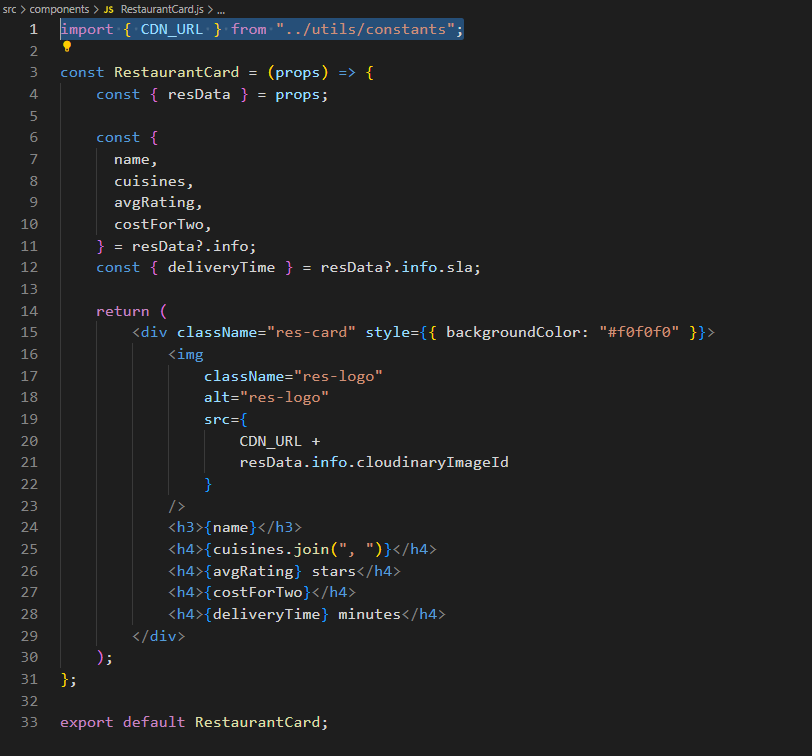 src > components > JS RestaurantCard.js > ...
1 import { CDN_URL } from "../utils/constants";
2
3 const RestaurantCard = (props) => {
4     const { resData } = props;
5
6     const {
7       name,
8       cuisines,
9       avgRating,
10       costForTwo,
11     } = resData?.info;
12     const { deliveryTime } = resData?.info.sla;
13
14     return (
15         <div className="res-card" style={{ backgroundColor: "#f0f0f0" }}>
16             <img
17                 className="res-logo"
18                 alt="res-logo"
19                 src={
20                     CDN_URL +
21                     resData.info.cloudinaryImageId
22                 }
23             />
24             <h3>{name}</h3>
25             <h4>{cuisines.join(", ")}</h4>
26             <h4>{avgRating} stars</h4>
27             <h4>{costForTwo}</h4>
28             <h4>{deliveryTime} minutes</h4>
29         </div>
30     );
31 };
32
33 export default RestaurantCard;